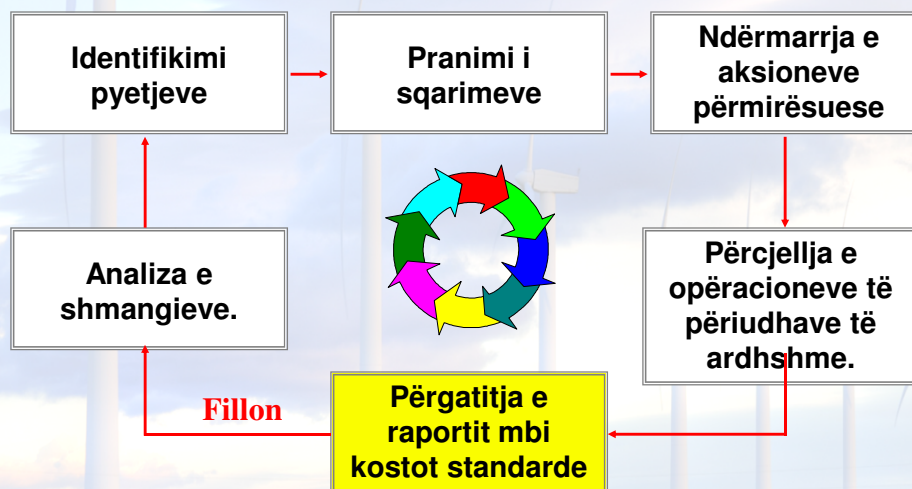 Identifikimi
pyetjeve
Pranimi i
sqarimeve
Ndërmarrja e
aksioneve
përmirësuese
Analiza e
shmangieve.
Përcjellja e
opëracioneve të
përiudhave të
ardhshme.
Fillon
Përgatitja e
raportit mbi
kostot standarde